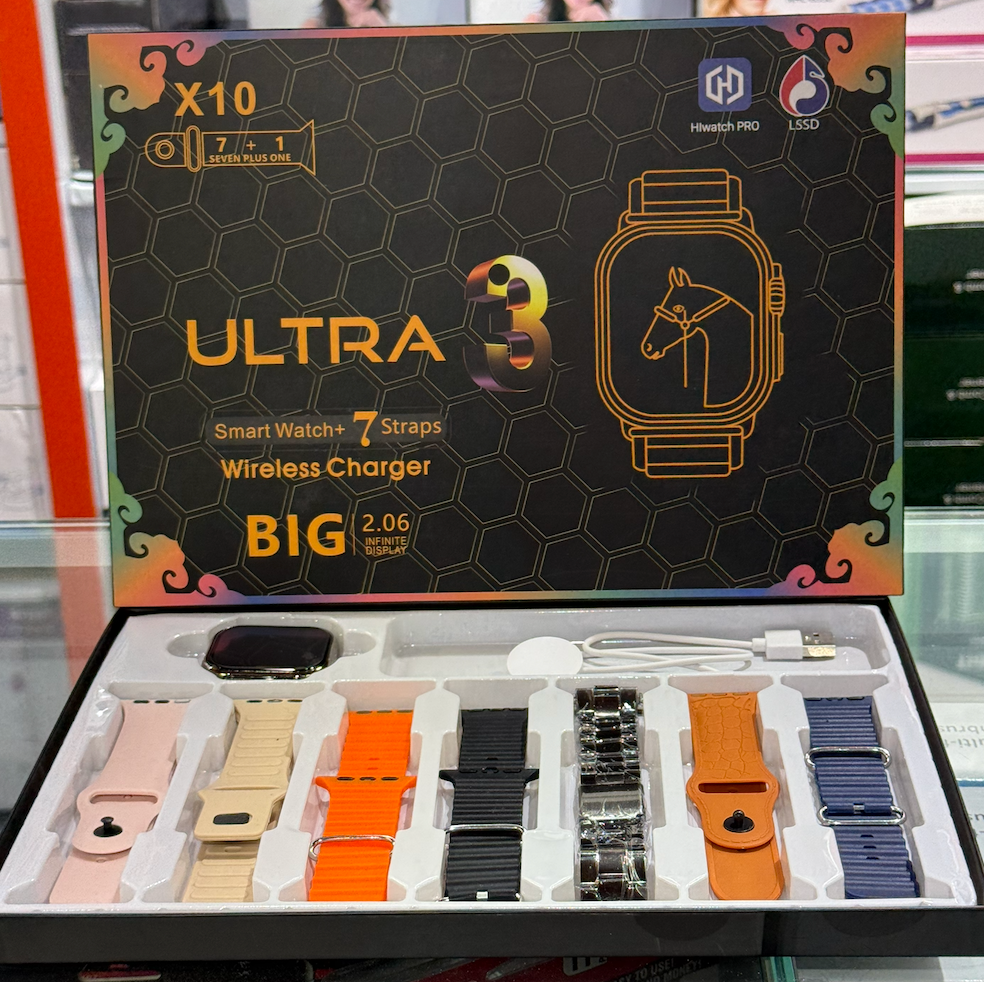 X10
7 + 1
SEVEN PLUS ONE
HIwatch PRO
LSSD
ULTRA 3
Smart Watch+ 7 Straps
Wireless Charger
BIG
2.06
INFINITE
DISPLAY